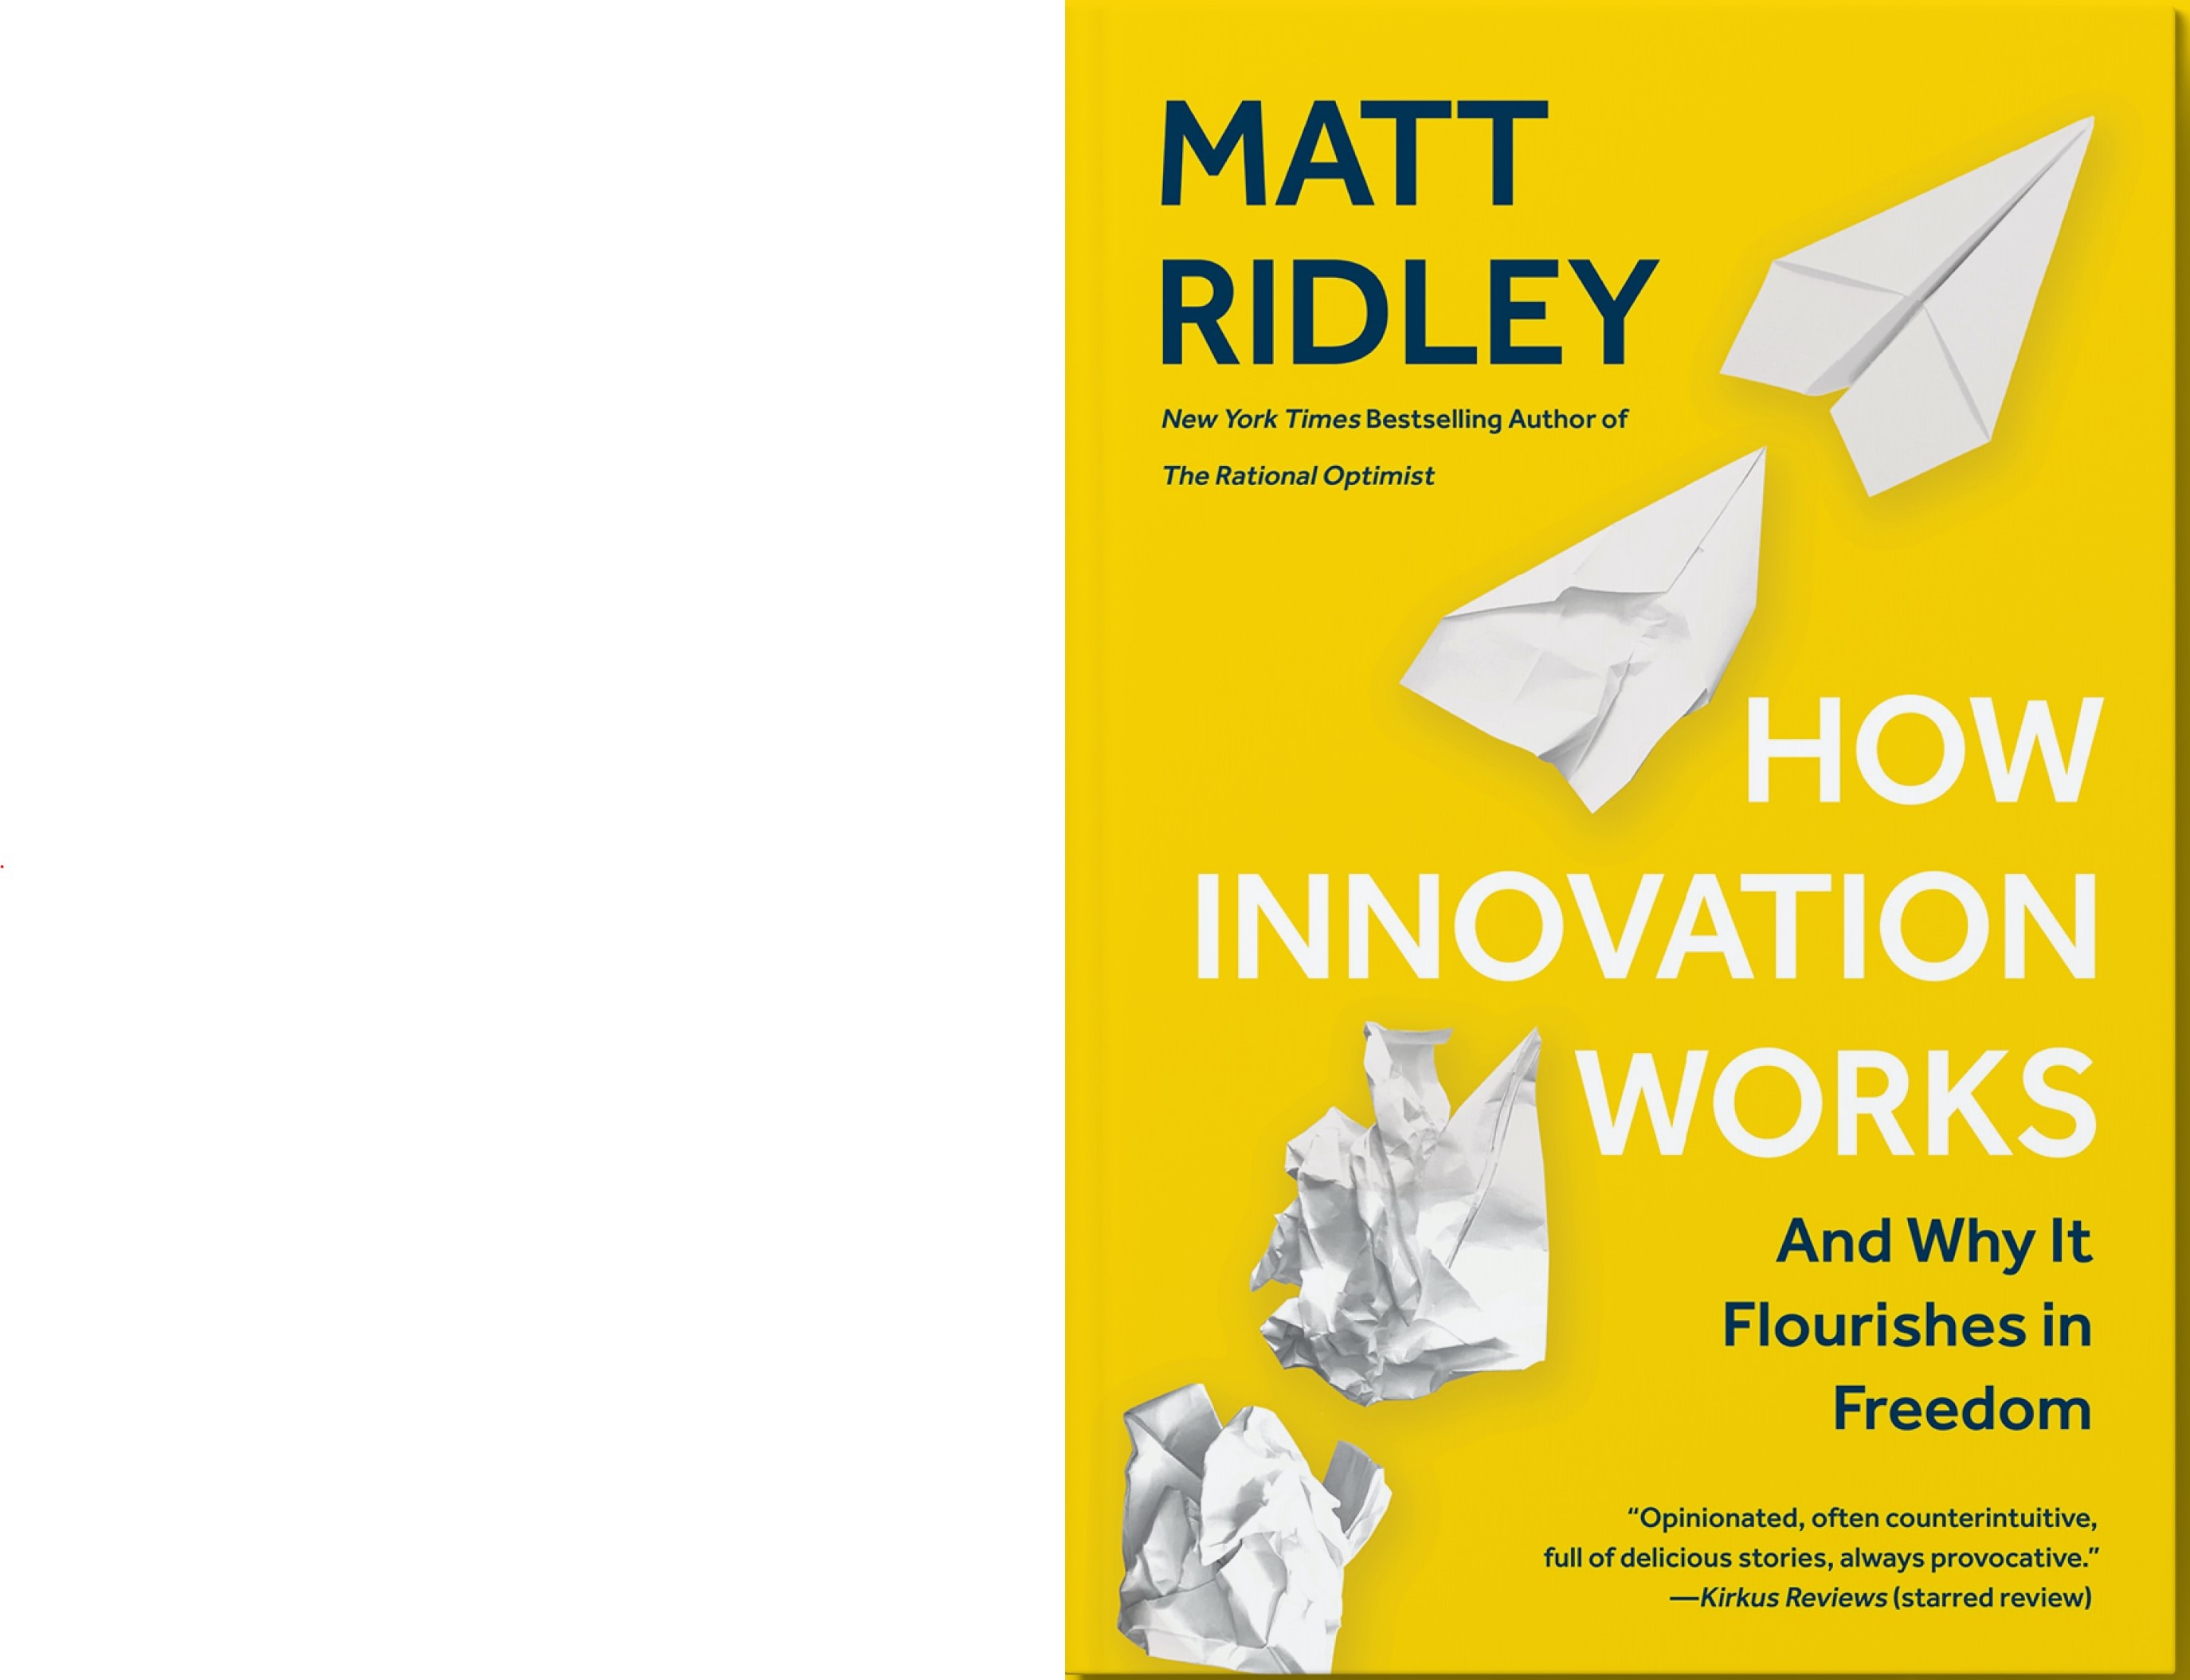 MATT
RIDLEY
New York Times Bestselling Author of
The Rational Optimist
HOW
INNOVATION
WORKS
And Why It
Flourishes in
Freedom
“Opinionated, often counterintuitive,
full of delicious stories, always provocative.”
—Kirkus Reviews (starred review)